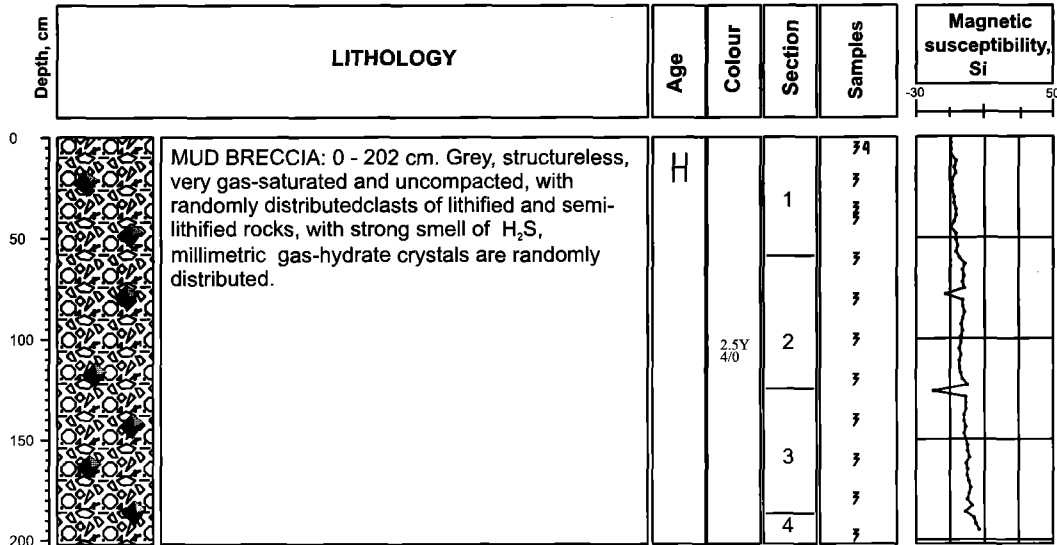 Depth, cm
LITHOLOGY
Age
Colour
Section
Samples
Magnetic
susceptibility,
Si
-30
50
0
50
100
150
200
MUD BRECCIA: 0 - 202 cm. Grey, structureless,
very gas-saturated and uncompacted, with
randomly distributedclasts of lithified and semi-
lithified rocks, with strong smell of H₂S,
millimetric gas-hydrate crystals are randomly
distributed.
H
2.5Y
4/0
1
2
3
4